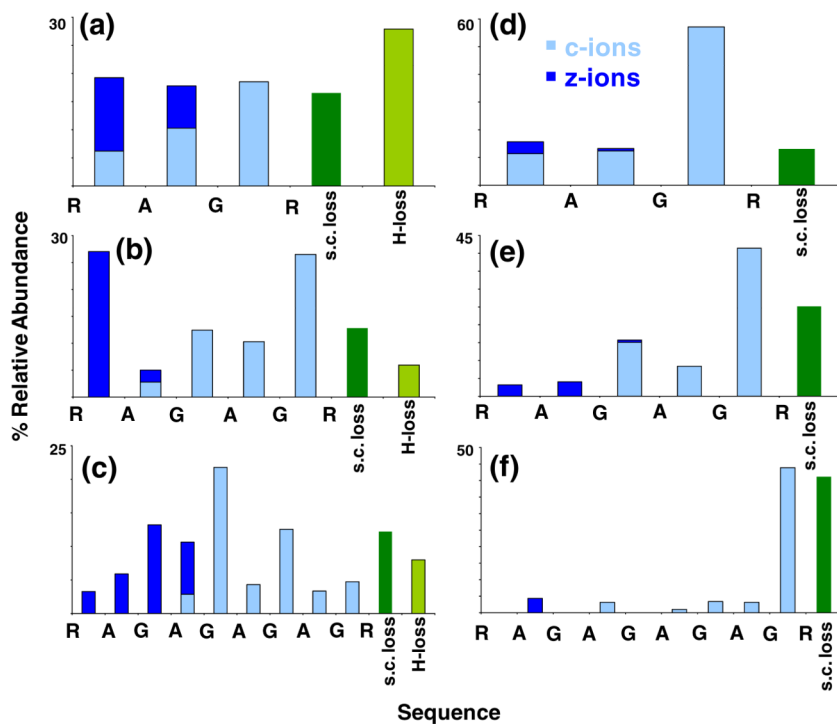 30
(a)
R A G R s.c. loss H-loss
60
(d)
c-ions
z-ions
R A G R s.c. loss
30
(b)
R A G A G R s.c. loss H-loss
45
(e)
R A G A G R s.c. loss
25
(c)
R A G A G A G A G R s.c. loss H-loss
50
(f)
R A G A G A G A G R s.c. loss
% Relative Abundance
Sequence